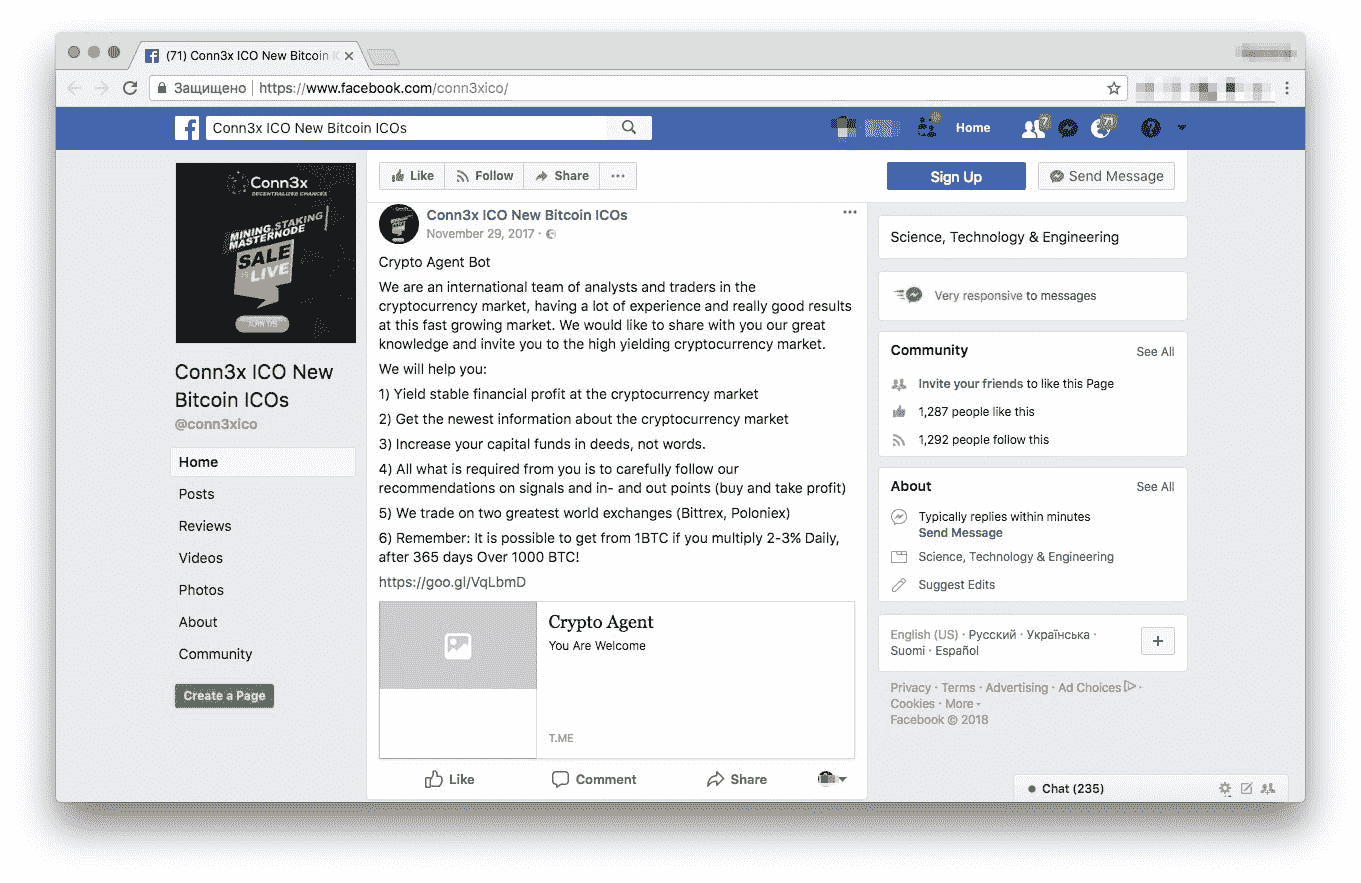 (71) Conn3x ICO New Bitcoin IC
Защищено
https://www.facebook.com/conn3xico/
Conn3x ICO New Bitcoin ICOs
Home
7
71
Conn3x
DECENTRALIZED CHANCES
MINING, STAKING
MASTERNODE
SALE
IS LIVE
JOIN US
Conn3x ICO New
Bitcoin ICOs
@conn3xico
Home
Posts
Reviews
Videos
Photos
About
Community
Create a Page
Like
Follow
Share
Conn3x ICO New Bitcoin ICOs
November 29, 2017 ·
Crypto Agent Bot
We are an international team of analysts and traders in the
cryptocurrency market, having a lot of experience and really good results
at this fast growing market. We would like to share with you our great
knowledge and invite you to the high yielding cryptocurrency market.
We will help you:
1) Yield stable financial profit at the cryptocurrency market
2) Get the newest information about the cryptocurrency market
3) Increase your capital funds in deeds, not words.
4) All what is required from you is to carefully follow our
recommendations on signals and in- and out points (buy and take profit)
5) We trade on two greatest world exchanges (Bittrex, Poloniex)
6) Remember: It is possible to get from 1BTC if you multiply 2-3% Daily,
after 365 days Over 1000 BTC!
https://goo.gl/VqLbmD
Crypto Agent
You Are Welcome
T.ME
Like
Comment
Share
Sign Up
Send Message
Science, Technology & Engineering
Very responsive to messages
Community
See All
Invite your friends to like this Page
1,287 people like this
1,292 people follow this
About
See All
Typically replies within minutes
Send Message
Science, Technology & Engineering
Suggest Edits
English (US) · Русский · Українська ·
Suomi · Español
Privacy · Terms · Advertising · Ad Choices ·
Cookies · More
Facebook © 2018
Chat (235)